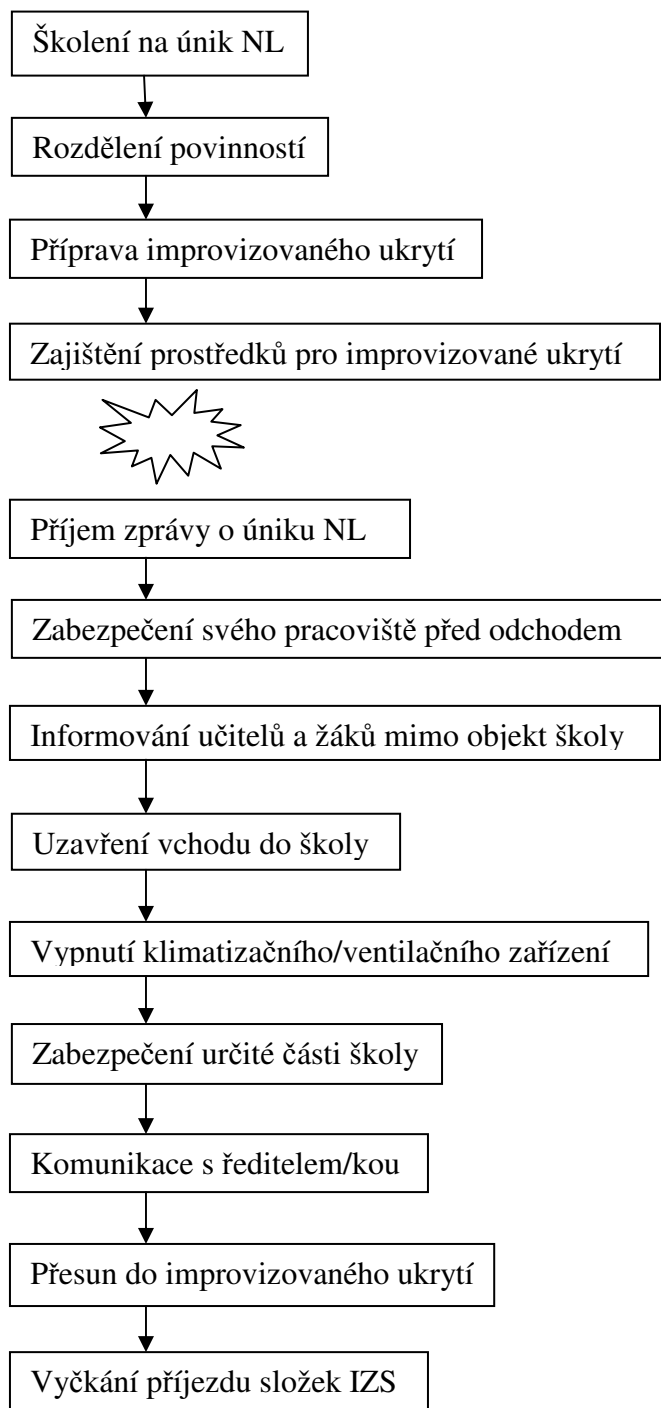 Školení na únik NL
Rozdělení povinností
Příprava improvizovaného ukrytí
Zajištění prostředků pro improvizované ukrytí
Příjem zprávy o úniku NL
Zabezpečení svého pracoviště před odchodem
Informování učitelů a žáků mimo objekt školy
Uzavření vchodu do školy
Vypnutí klimatizačního/ventilačního zařízení
Zabezpečení určité části školy
Komunikace s ředitelem/kou
Přesun do improvizovaného ukrytí
Vyčkání příjezdu složek IZS